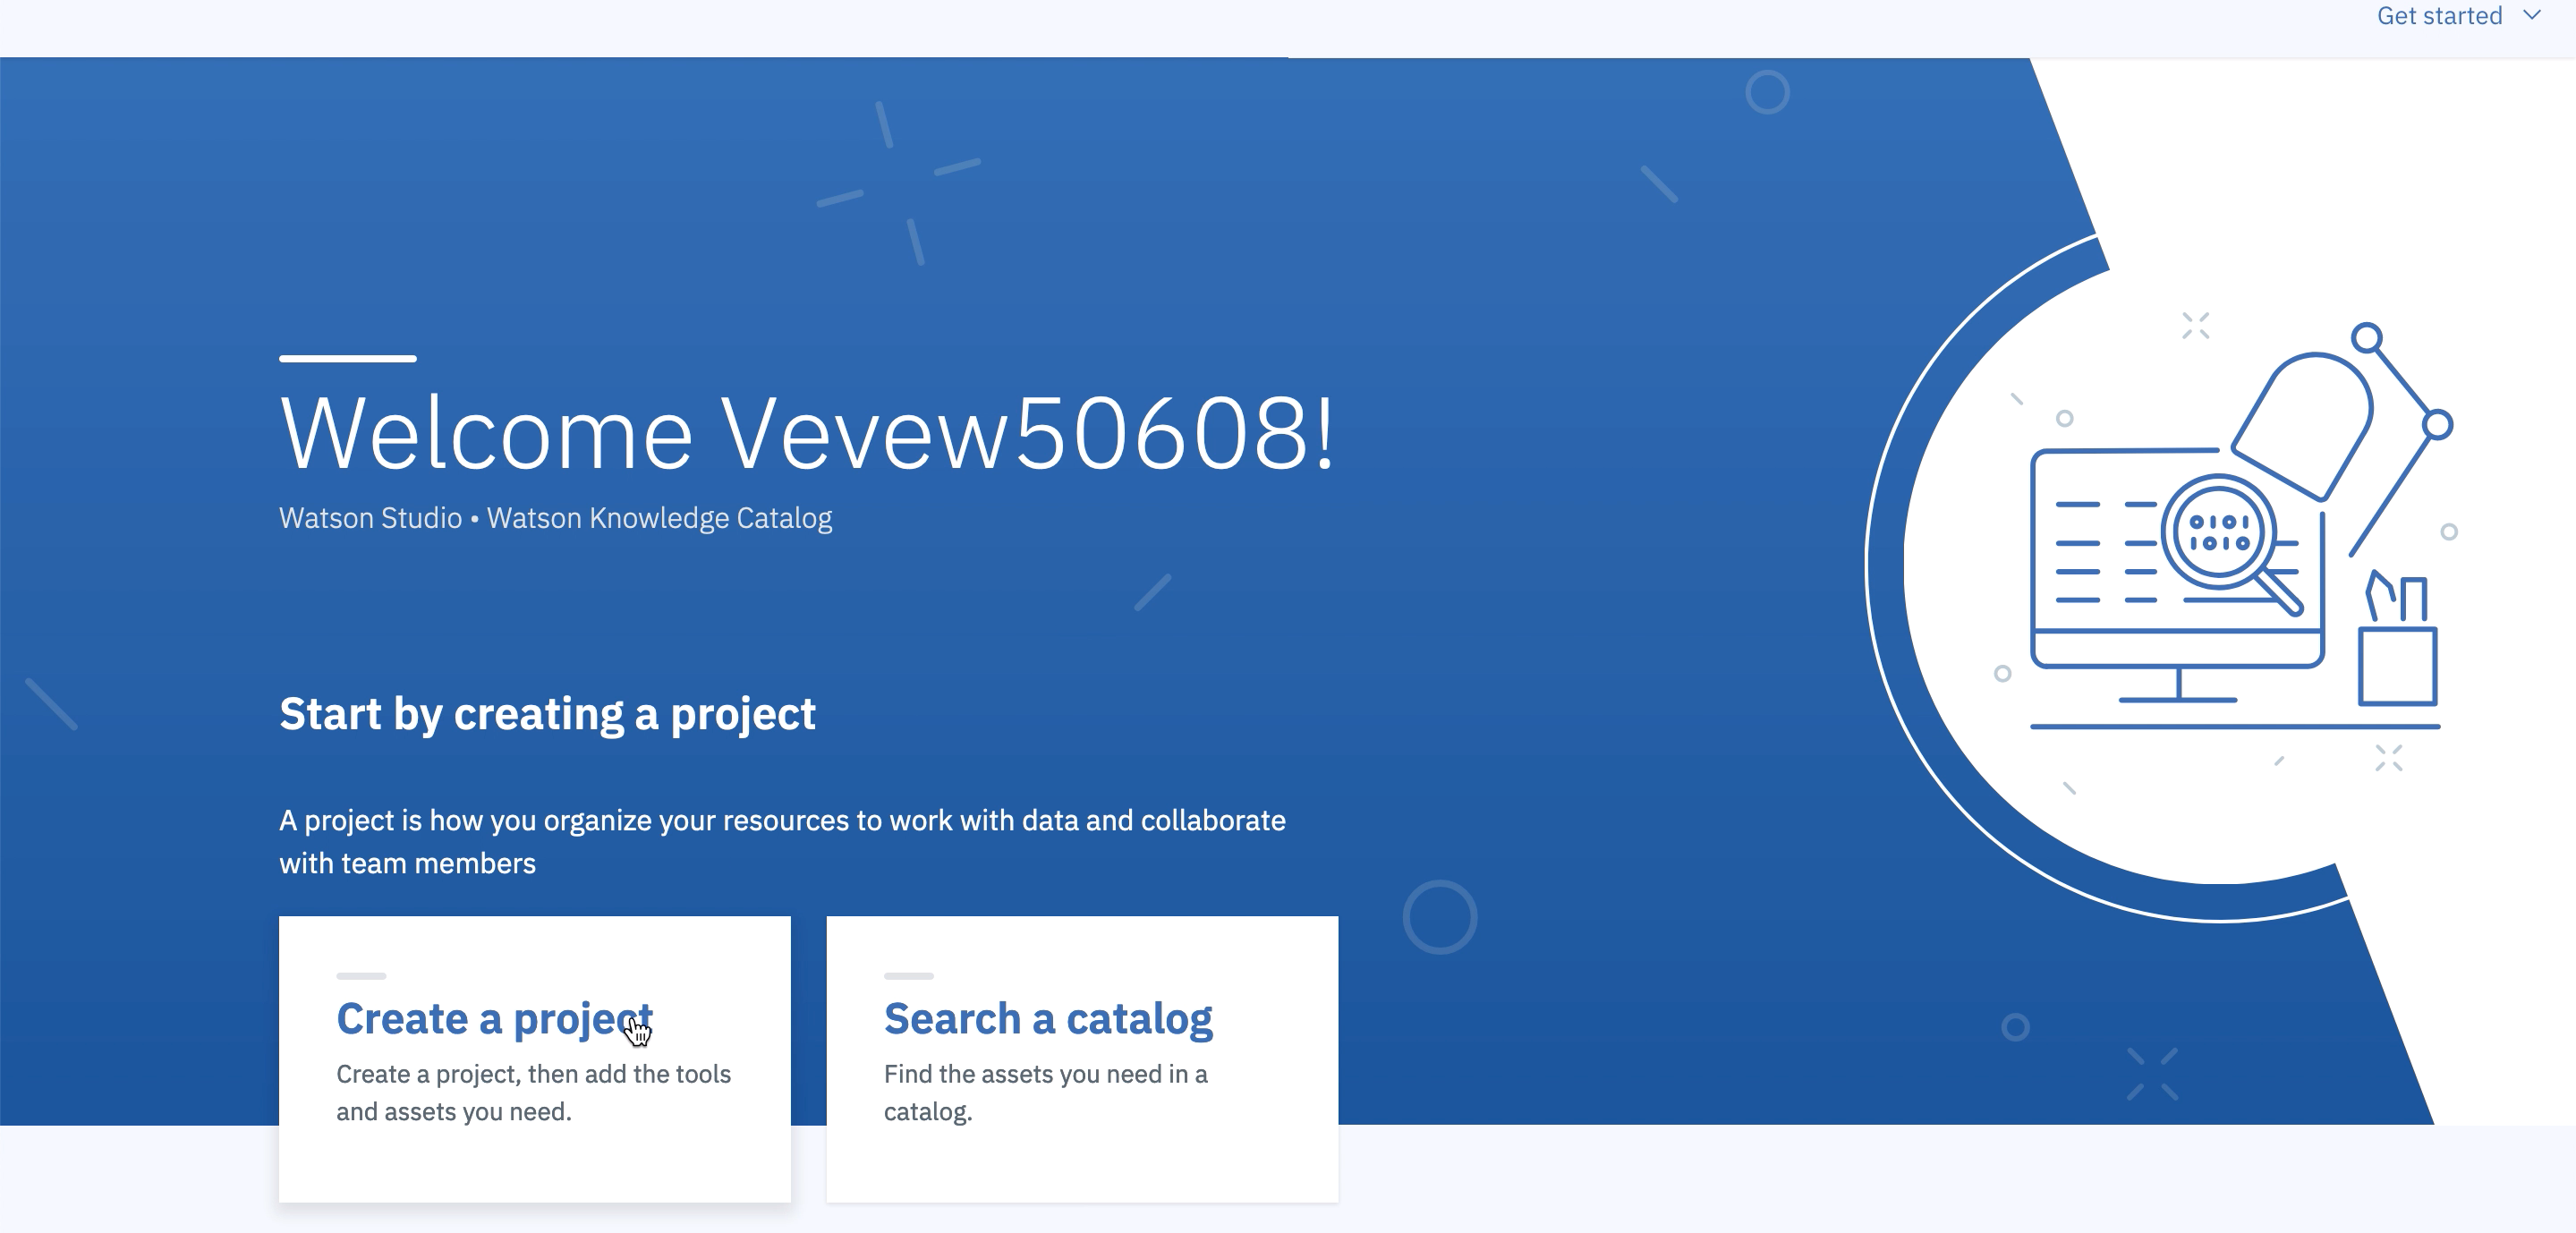 Get started
Welcome Vevew50608!
Watson Studio • Watson Knowledge Catalog
Start by creating a project
A project is how you organize your resources to work with data and collaborate
with team members
Create a project
Create a project, then add the tools
and assets you need.
Search a catalog
Find the assets you need in a
catalog.